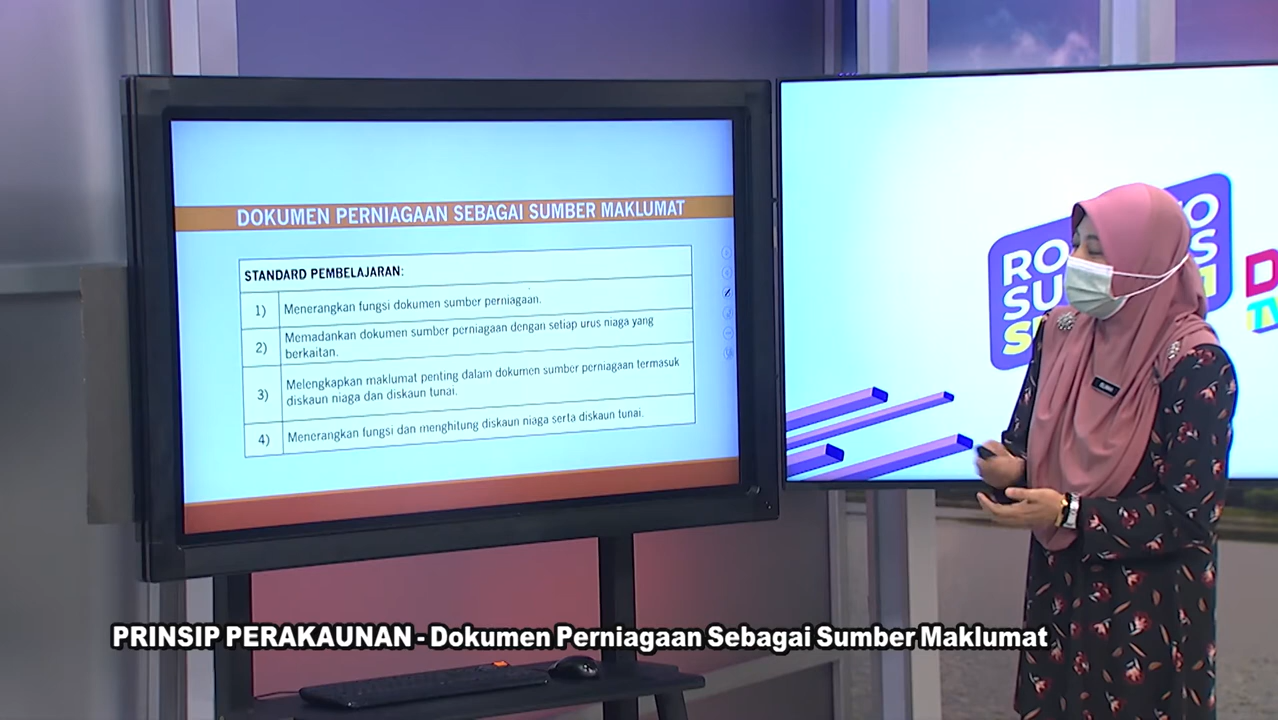 DOKUMEN PERNIAGAAN SEBAGAI SUMBER MAKLUMAT
STANDARD PEMBELAJARAN:
1) Menerangkan fungsi dokumen sumber perniagaan.
2) Memadankan dokumen sumber perniagaan dengan setiap urus niaga yang
berkaitan.
3) Melengkapkan maklumat penting dalam dokumen sumber perniagaan termasuk
diskaun niaga dan diskaun tunai.
4) Menerangkan fungsi dan menghitung diskaun niaga serta diskaun tunai.
PRINSIP PERAKAUNAN - Dokumen Perniagaan Sebagai Sumber Maklumat